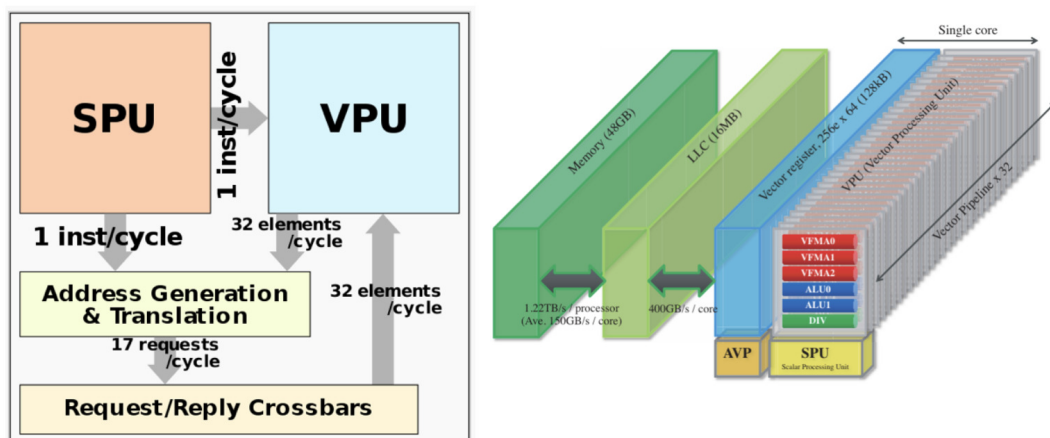 SPU
1 inst/cycle
VPU
1 inst/cycle
32 elements
/cycle
32 elements
/cycle
Address Generation
& Translation
17 requests
/cycle
Request/Reply Crossbars
Single core
Memory (48GB)
LLC (16MB)
Vector register, 256e x 64 (128kB)
VPU (Vector Processing Unit)
Vector Pipeline x 32
VFMA0
VFMA1
VFMA2
ALU0
ALU1
DIV
1.22TB/s / processor
(Ave. 150GB/s / core)
400GB/s / core
AVP
SPU
Scalar Processing Unit